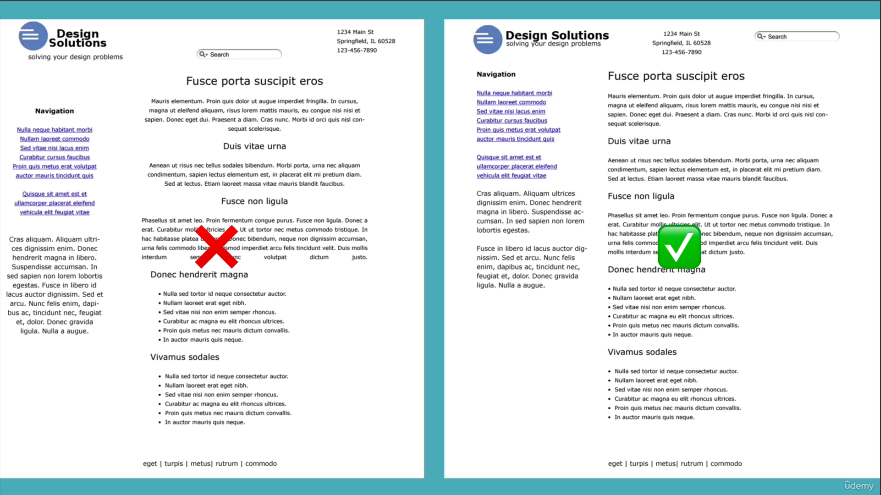 Design
Solutions
solving your design problems
Search
1234 Main St
Springfield, IL 60528
123-456-7890
Navigation
Nulla neque habitant morbi
Nullam laoreet commodo
Sed vitae nisi lacus enim
Curabitur cursus faucibus
Proin quis metus erat volutpat
auctor mauris tincidunt quis
Quisque sit amet est et
ullamcorper placerat eleifend
vehicula elit feugiat vitae
Cras aliquam. Aliquam ultri-
ces dignissim enim. Donec
hendrerit magna in libero.
Suspendisse accumsan. In
sed sapien non lorem lobortis
egestas. Fusce in libero id
lacus auctor dignissim. Sed et
arcu. Nunc felis enim, dapi-
bus ac, tincidunt nec, feugiat
et, dolor. Donec gravida
ligula. Nulla a augue.
Fusce porta suscipit eros
Mauris elementum. Proin quis dolor ut augue imperdiet fringilla. In cursus,
magna ut eleifend aliquam, risus lorem mattis mauris, eu congue nisi nisi et
sapien. Donec eget dui. Praesent a diam. Cras nunc. Morbi id orci quis nisl con-
sequat scelerisque.
Duis vitae urna
Aenean ut risus nec tellus sodales bibendum. Morbi porta, urna nec aliquam
condimentum, est sapien eleifend est, in placerat elit mi vitae metus.
Sed at lectus. Etiam laoreet massa vitae mauris blandit faucibus.
Fusce non ligula
Phasellus sit amet leo. Proin fermentum congue purus. Fusce non ligula. Donec a
erat. Curabitur mollis ultricies. Ut tortor nec metus commodo tristique. In
hac habitasse platea Donec bibendum, neque non dignissim accumsan,
urna felis commodo imperdiet arcu felis tincidunt velit. Duis mollis
interdum volutpat dictum justo.
Donec hendrerit magna
• Nulla sed tortor id neque consectetur auctor.
• Nullam laoreet erat eget nibh.
• Sed vitae nisi non enim semper rhoncus.
• Curabitur ac magna eu elit rhoncus ultrices.
• Proin quis metus nec mauris dictum convallis.
• In auctor mauris quis neque.
Vivamus sodales
• Nulla sed tortor id neque consectetur auctor.
• Nullam laoreet erat eget nibh.
• Sed vitae nisi non enim semper rhoncus.
• Curabitur ac magna eu elit rhoncus ultrices.
• Proin quis metus nec mauris dictum convallis.
• In auctor mauris quis neque.
eget | turpis | metus| rutrum | commodo
Design Solutions
solving your design problems
1234 Main St
Springfield, IL 60528
123-456-7890
Search
Navigation
Nulla neque habitant morbi
Nullam laoreet commodo
Sed vitae nisi lacus enim
Curabitur cursus faucibus
Proin quis metus erat volutpat
auctor mauris tincidunt quis
Quisque sit amet est et
ullamcorper placerat eleifend
vehicula elit feugiat vitae
Cras aliquam. Aliquam ultrices
dignissim enim. Donec hendrerit
magna in libero. Suspendisse ac-
cumsan. In sed sapien non lorem
lobortis egestas.
Fusce in libero id lacus auctor dig-
nissim. Sed et arcu. Nunc felis
enim, dapibus ac, tincidunt nec,
feugiat et, dolor. Donec gravida
ligula. Nulla a augue.
Fusce porta suscipit eros
Mauris elementum. Proin quis dolor ut augue imperdiet fringilla. In cursus,
magna ut eleifend aliquam, risus lorem mattis mauris, eu congue nisi nisi et
sapien. Donec eget dui. Praesent a diam. Cras nunc. Morbi id orci quis nisl con-
sequat scelerisque.
Duis vitae urna
Aenean ut risus nec tellus sodales bibendum. Morbi porta, urna nec aliquam
condimentum, est sapien eleifend est, in placerat elit mi vitae metus.
Sed at lectus. Etiam laoreet massa vitae mauris blandit faucibus.
Fusce non ligula
Phasellus sit amet leo. Proin fermentum congue purus. Fusce non ligula. Donec a
erat. Curabitur mollis ultricies est. Ut tortor nec metus commodo tristique. In
hac habitasse Donec bibendum, neque non dignissim accumsan,
urna felis commodo imperdiet arcu felis tincidunt velit. Duis
mollis interdum volutpat dictum justo.
Donec hendrerit magna
• Nulla sed tortor id neque consectetur auctor.
• Nullam laoreet erat eget nibh.
• Sed vitae nisi non enim semper rhoncus.
• Curabitur ac magna eu elit rhoncus ultrices.
• Proin quis metus nec mauris dictum convallis.
• In auctor mauris quis neque.
Vivamus sodales
• Nulla sed tortor id neque consectetur auctor.
• Nullam laoreet erat eget nibh.
• Sed vitae nisi non enim semper rhoncus.
• Curabitur ac magna eu elit rhoncus ultrices.
• Proin quis metus nec mauris dictum convallis.
• In auctor mauris quis neque.
eget | turpis | metus| rutrum | commodo
ûdemy